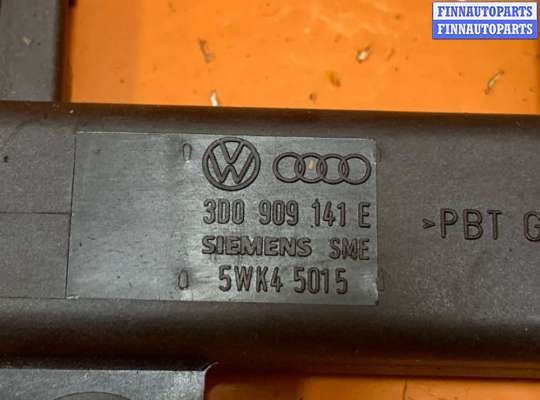 FINNAUTOPARTS
FINNAUTOPARTS
3D0 909 141 E
SIEMENS SME
5WK4 5015
>PBT G